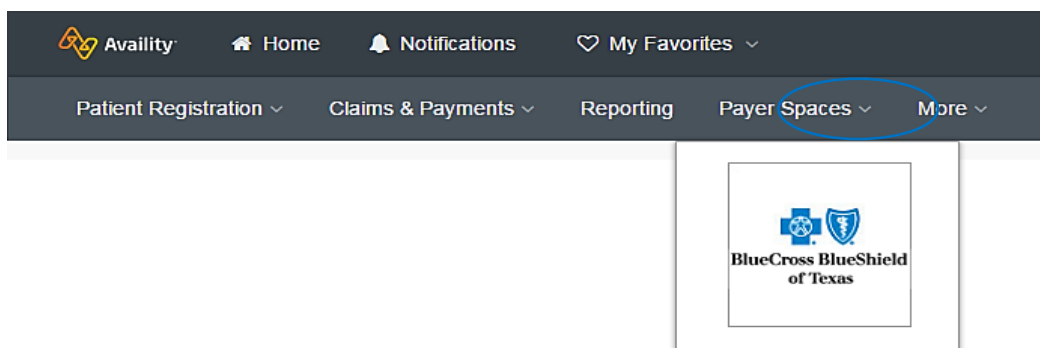 Availity Home Notifications My Favorites
Patient Registration Claims & Payments Reporting Payer Spaces More
BlueCross BlueShield
of Texas